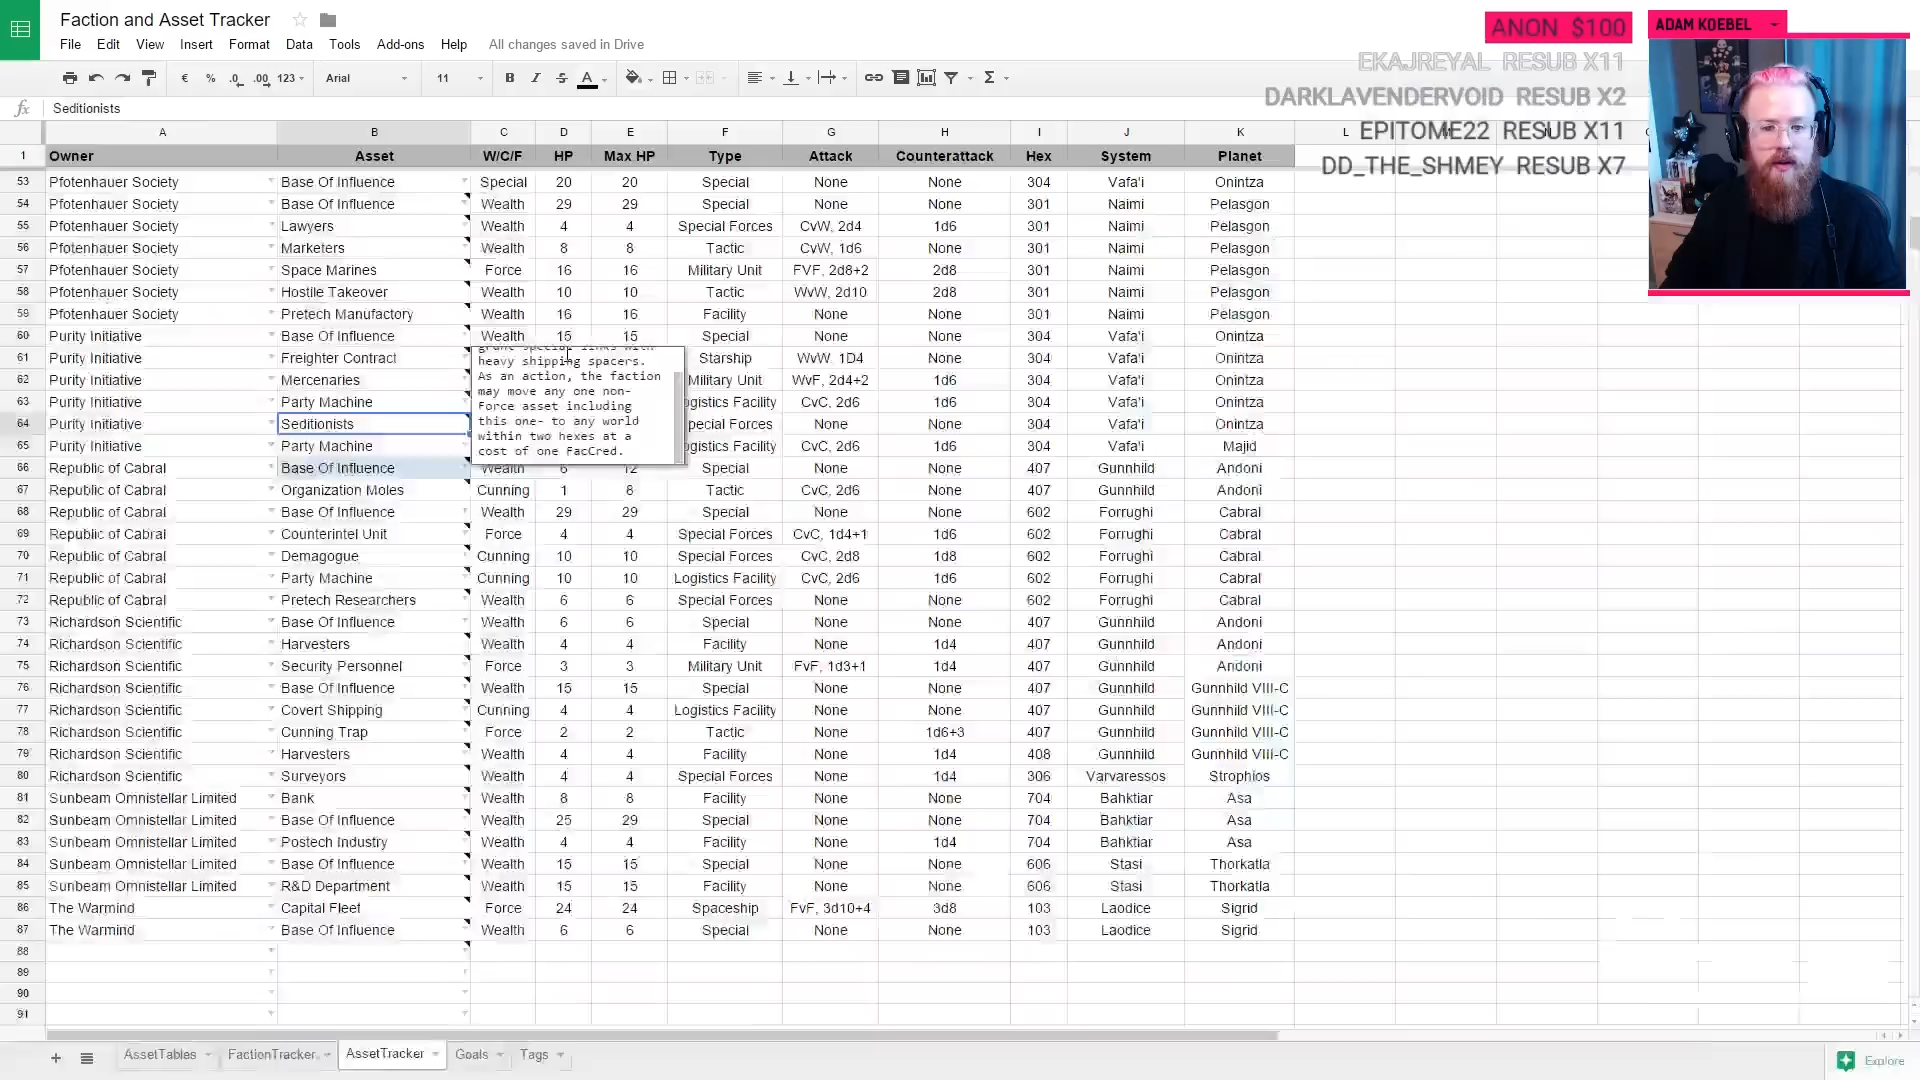 Faction and Asset Tracker
File Edit View Insert Format Data Tools Add-ons Help All changes saved in Drive
€ % .0 .00 123 Arial 11 B I S A Σ
fx Seditionists
ANON $100
EKAJREYAL RESUB X11
DARKLAVENDERVOID RESUB X2
EPITOME22 RESUB X11
DD_THE_SHMEY RESUB X7
ADAM KOEBEL
A B C D E F G H I J K L
1 Owner Asset W/C/F HP Max HP Type Attack Counterattack Hex System Planet
53 Pfotenhauer Society Base Of Influence Special 20 20 Special None None 304 Vafa'i Onintza
54 Pfotenhauer Society Base Of Influence Wealth 29 29 Special None None 301 Naimi Pelasgon
55 Pfotenhauer Society Lawyers Wealth 4 4 Special Forces CvW, 2d4 1d6 301 Naimi Pelasgon
56 Pfotenhauer Society Marketers Wealth 8 8 Tactic CvW, 1d6 None 301 Naimi Pelasgon
57 Pfotenhauer Society Space Marines Force 16 16 Military Unit FVF, 2d8+2 2d8 301 Naimi Pelasgon
58 Pfotenhauer Society Hostile Takeover Wealth 10 10 Tactic WvW, 2d10 2d8 301 Naimi Pelasgon
59 Pfotenhauer Society Pretech Manufactory Wealth 16 16 Facility None None 301 Naimi Pelasgon
60 Purity Initiative Base Of Influence Wealth 15 15 Special None None 304 Vafa'i Onintza
61 Purity Initiative Freighter Contract Starship WvW, 1D4 None 304 Vafa'i Onintza
62 Purity Initiative Mercenaries Military Unit WvF, 2d4+2 1d6 304 Vafa'i Onintza
63 Purity Initiative Party Machine ogistics Facility CvC, 2d6 1d6 304 Vafa'i Onintza
64 Purity Initiative Seditionists pecial Forces None None 304 Vafa'i Onintza
65 Purity Initiative Party Machine ogistics Facility CvC, 2d6 1d6 304 Vafa'i Majid
grant special links with
heavy shipping spacers.
As an action, the faction
may move any one non-
Force asset including
this one- to any world
within two hexes at a
cost of one FacCred.
66 Republic of Cabral Base Of Influence Wealth 6 12 Special None None 407 Gunnhild Andoni
67 Republic of Cabral Organization Moles Cunning 1 8 Tactic CvC, 2d6 None 407 Gunnhild Andoni
68 Republic of Cabral Base Of Influence Wealth 29 29 Special None None 602 Forrughi Cabral
69 Republic of Cabral Counterintel Unit Force 4 4 Special Forces CvC, 1d4+1 1d6 602 Forrughi Cabral
70 Republic of Cabral Demagogue Cunning 10 10 Special Forces CvC, 2d8 1d8 602 Forrughi Cabral
71 Republic of Cabral Party Machine Cunning 10 10 Logistics Facility CvC, 2d6 1d6 602 Forrughi Cabral
72 Republic of Cabral Pretech Researchers Wealth 6 6 Special Forces None None 602 Forrughi Cabral
73 Richardson Scientific Base Of Influence Wealth 6 6 Special None None 407 Gunnhild Andoni
74 Richardson Scientific Harvesters Wealth 4 4 Facility None 1d4 407 Gunnhild Andoni
75 Richardson Scientific Security Personnel Force 3 3 Military Unit FvF, 1d3+1 1d4 407 Gunnhild Andoni
76 Richardson Scientific Base Of Influence Wealth 15 15 Special None None 407 Gunnhild Gunnhild VIII-C
77 Richardson Scientific Covert Shipping Cunning 4 4 Logistics Facility None None 407 Gunnhild Gunnhild VIII-C
78 Richardson Scientific Cunning Trap Force 2 2 Tactic None 1d6+3 407 Gunnhild Gunnhild VIII-C
79 Richardson Scientific Harvesters Wealth 4 4 Facility None 1d4 408 Gunnhild Gunnhild VIII-C
80 Richardson Scientific Surveyors Wealth 4 4 Special Forces None 1d4 306 Varvaressos Strophios
81 Sunbeam Omnistellar Limited Bank Wealth 8 8 Facility None None 704 Bahktiar Asa
82 Sunbeam Omnistellar Limited Base Of Influence Wealth 25 29 Special None None 704 Bahktiar Asa
83 Sunbeam Omnistellar Limited Postech Industry Wealth 4 4 Facility None 1d4 704 Bahktiar Asa
84 Sunbeam Omnistellar Limited Base Of Influence Wealth 15 15 Special None None 606 Stasi Thorkatla
85 Sunbeam Omnistellar Limited R&D Department Wealth 15 15 Facility None None 606 Stasi Thorkatla
86 The Warmind Capital Fleet Force 24 24 Spaceship FvF, 3d10+4 3d8 103 Laodice Sigrid
87 The Warmind Base Of Influence Wealth 6 6 Special None None 103 Laodice Sigrid
88
89
90
91
AssetTables FactionTracker AssetTracker Goals Tags Explore